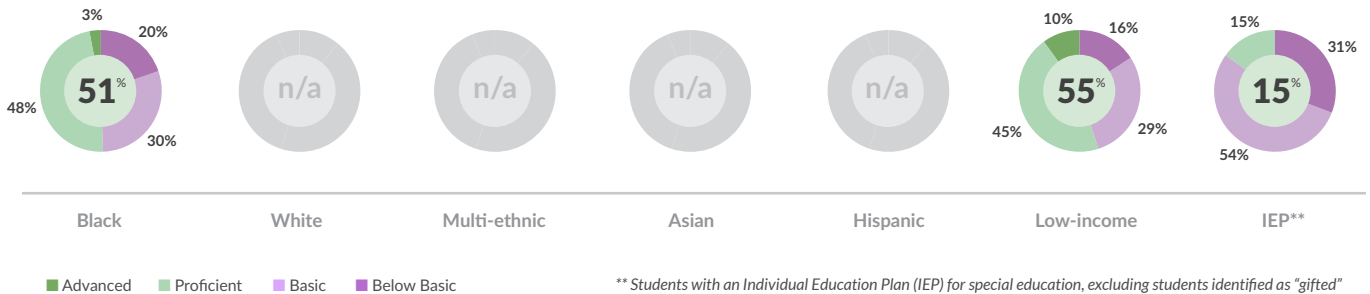 3%
20%
51%
48%
30%
n/a
n/a
n/a
n/a
10%
16%
55%
45%
29%
15%
31%
15%
54%
Black White Multi-ethnic Asian Hispanic Low-income IEP**
Advanced Proficient Basic Below Basic
** Students with an Individual Education Plan (IEP) for special education, excluding students identified as “gifted”